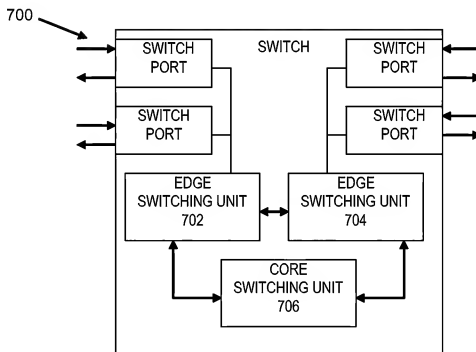 700
SWITCH
PORT
SWITCH
SWITCH
PORT
SWITCH
PORT
SWITCH
PORT
EDGE
SWITCHING UNIT
702
EDGE
SWITCHING UNIT
704
CORE
SWITCHING UNIT
706